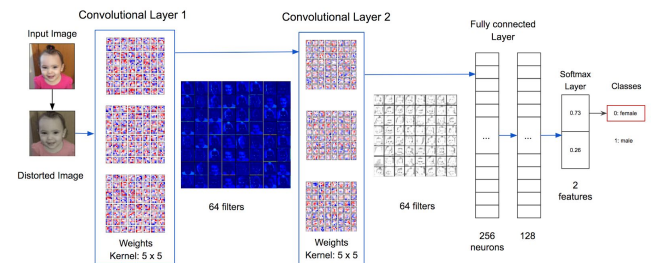 Convolutional Layer 1
Convolutional Layer 2
Fully connected
Layer
Input Image
Softmax
Layer
Classes
0.73
0: female
...
...
0.26
1: male
Distorted Image
2
features
64 filters
64 filters
Weights
Kernel: 5 x 5
Weights
Kernel: 5 x 5
256
neurons
128